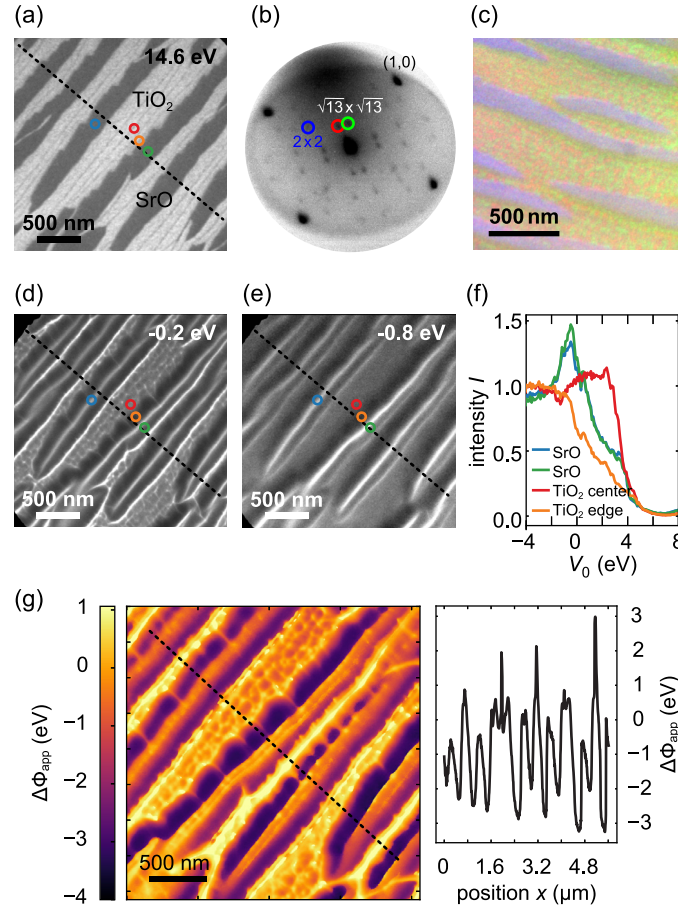 (a)
14.6 eV
TiO2
SrO
500 nm
(b)
(1,0)
√13 x √13
2 x 2
(c)
500 nm
(d)
-0.2 eV
500 nm
(e)
-0.8 eV
500 nm
(f)
intensity I
1.5
1.0
0.5
0.0
SrO
SrO
TiO2 center
TiO2 edge
−4 0 4 8
V0 (eV)
(g)
ΔΦapp (eV)
1
0
−1
−2
−3
−4
500 nm
3
2
1
0
−1
−2
−3
ΔΦapp (eV)
0 1.6 3.2 4.8
position x (μm)